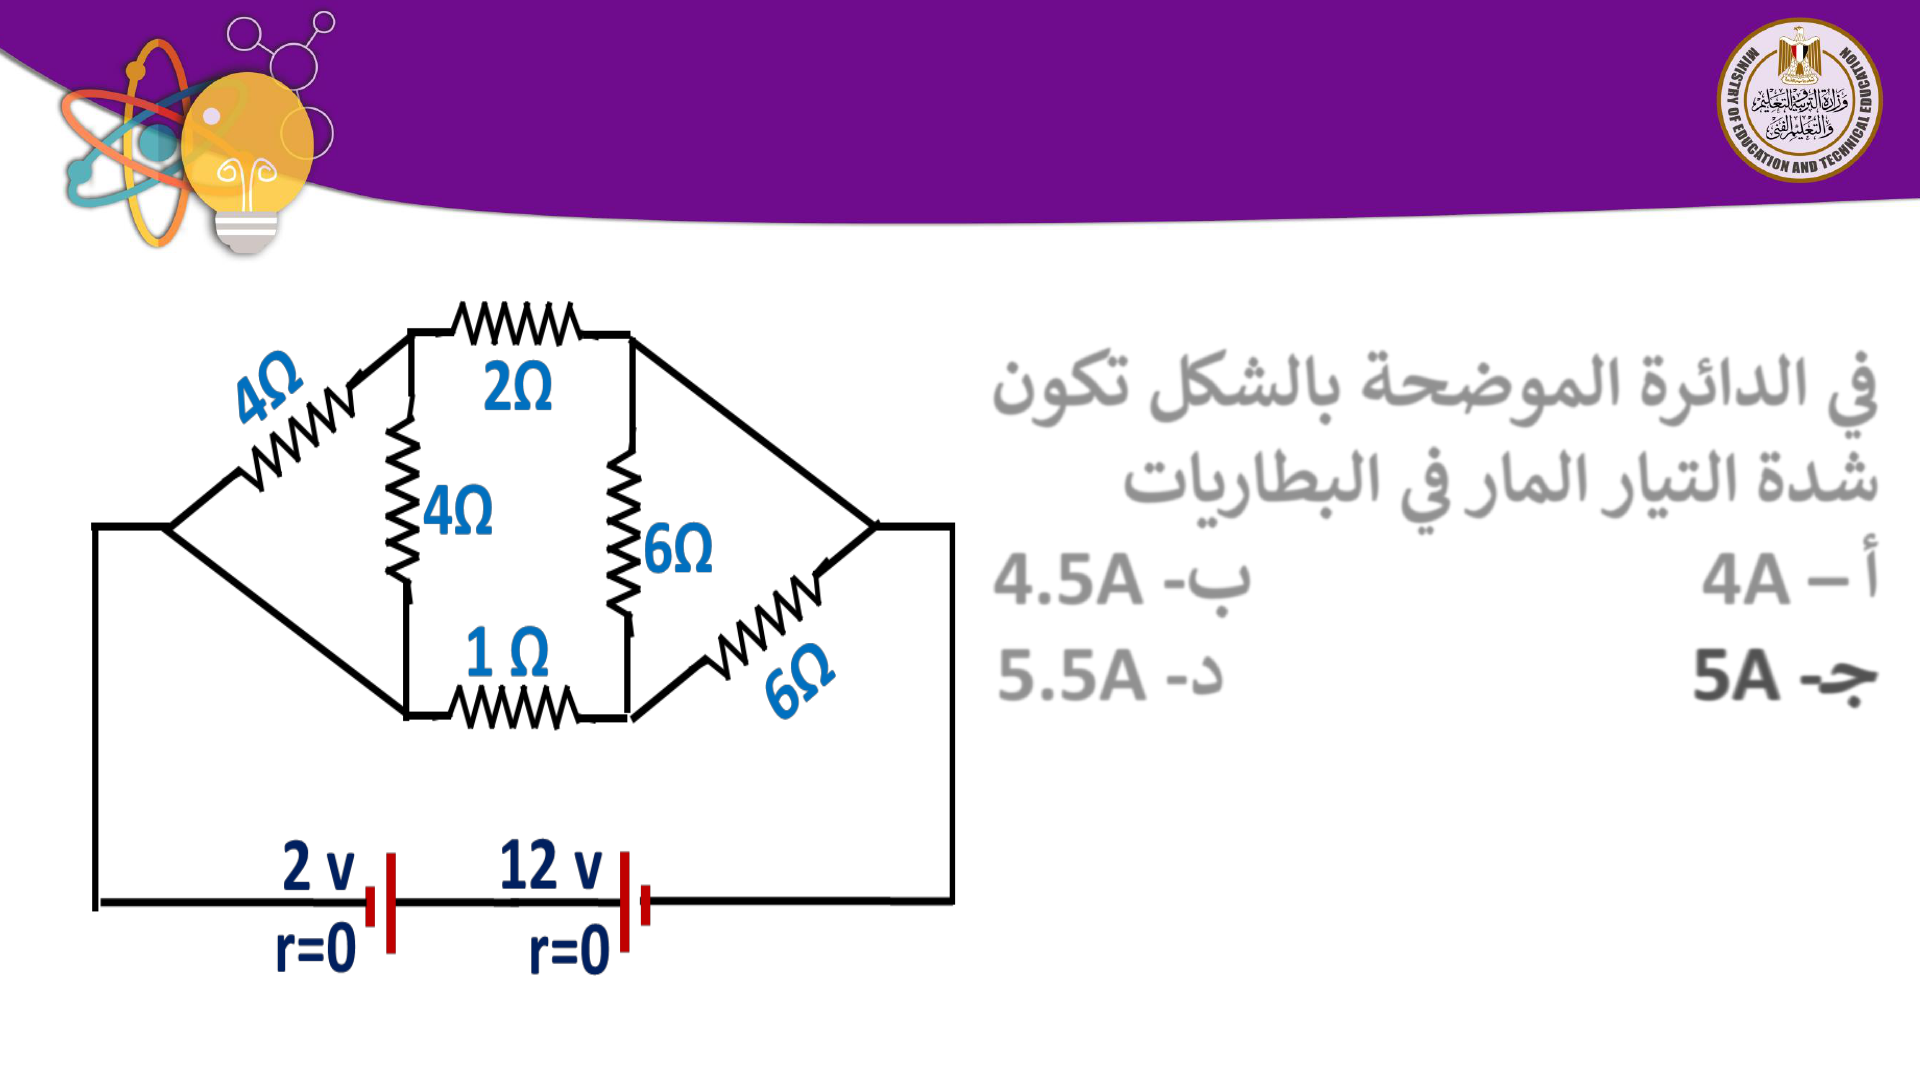 MINISTRY OF EDUCATION AND TECHNICAL EDUCATION
وزارة التربية والتعليم
والتعليم الفني
في الدائرة الموضحة بالشكل تكون
شدة التيار المار في البطاريات
أ – 4A ب- 4.5A
جـ- 5A د- 5.5A
4Ω
2Ω
4Ω
6Ω
1 Ω
6Ω
2 v
12 v
r=0
r=0